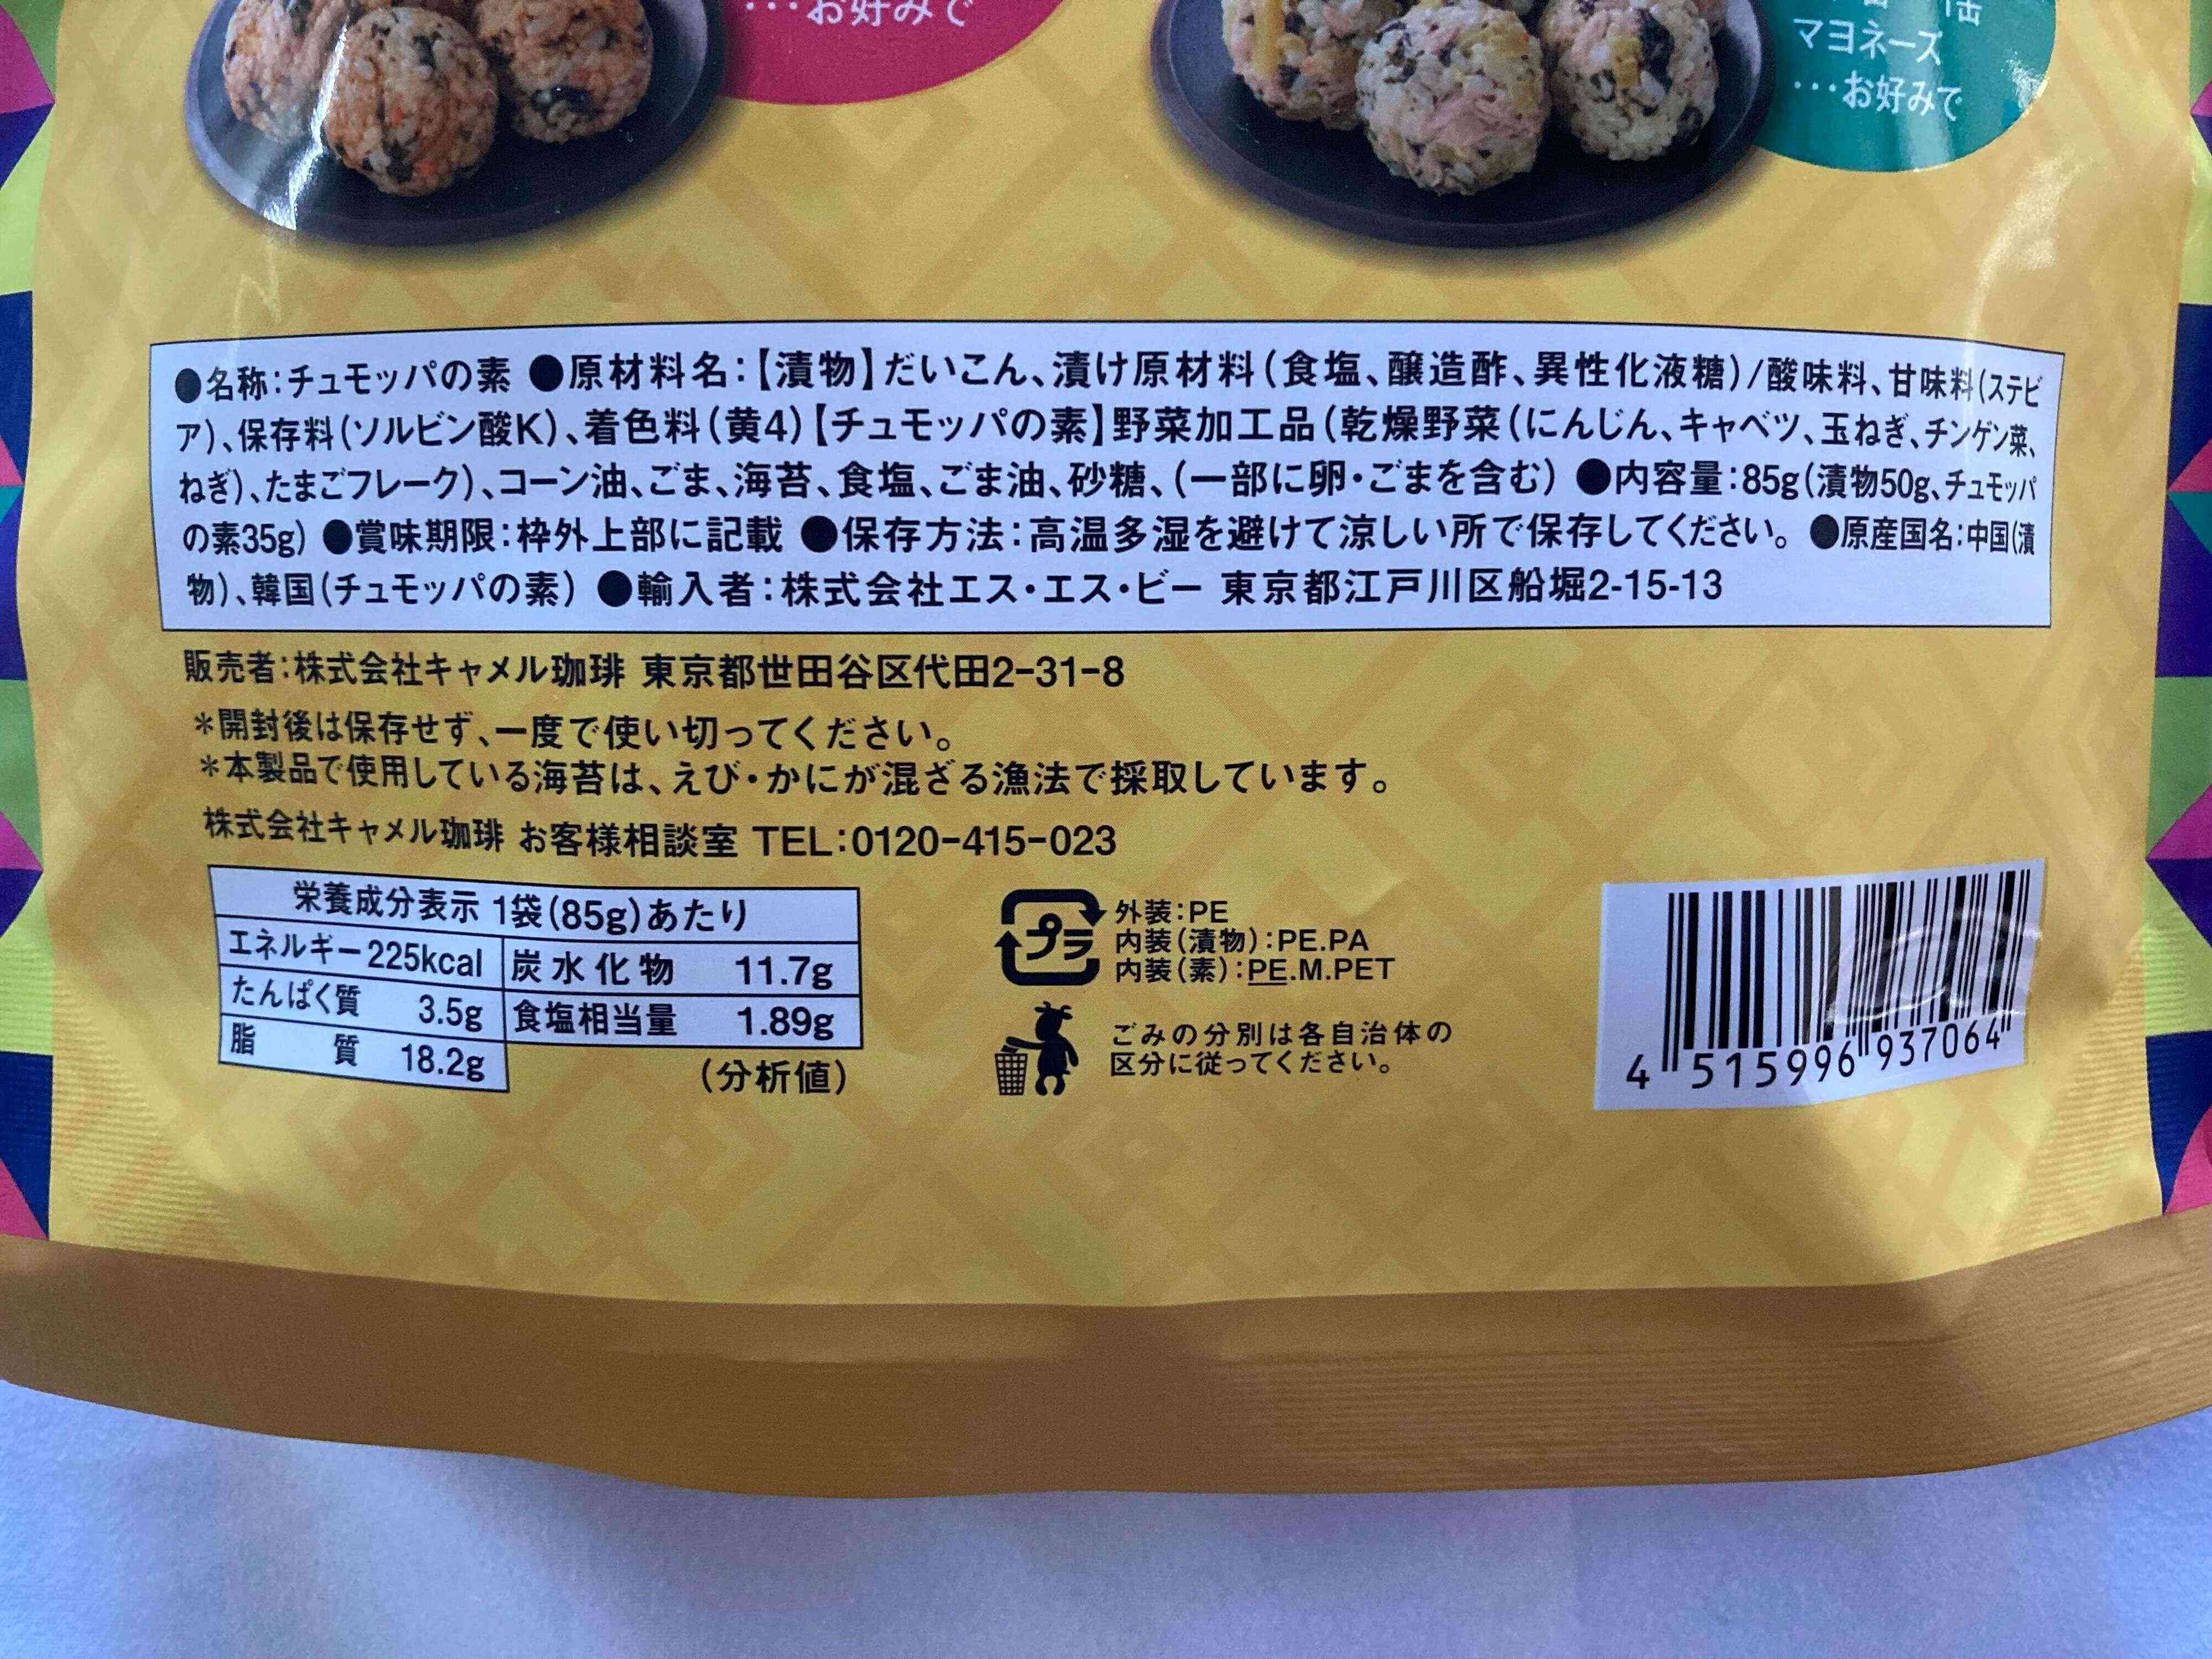 …お好みで
マヨネーズ
…お好みで
●名称:チュモッパの素 ●原材料名:【漬物】だいこん、漬け原材料(食塩、醸造酢、異性化液糖)/酸味料、甘味料(ステビ
ア)、保存料(ソルビン酸K)、着色料(黄4)【チュモッパの素】野菜加工品(乾燥野菜(にんじん、キャベツ、玉ねぎ、チンゲン菜、
ねぎ)、たまごフレーク)、コーン油、ごま、海苔、食塩、ごま油、砂糖、(一部に卵・ごまを含む) ●内容量:85g(漬物50g、チュモッパ
の素35g) ●賞味期限:枠外上部に記載 ●保存方法:高温多湿を避けて涼しい所で保存してください。 ●原産国名:中国(漬
物)、韓国(チュモッパの素) ●輸入者:株式会社エス・エス・ビー 東京都江戸川区船堀2-15-13
販売者:株式会社キャメル珈琲 東京都世田谷区代田2-31-8
*開封後は保存せず、一度で使い切ってください。
*本製品で使用している海苔は、えび・かにが混ざる漁法で採取しています。
株式会社キャメル珈琲 お客様相談室 TEL:0120-415-023
栄養成分表示 1袋(85g)あたり
エネルギー 225kcal 炭水化物 11.7g
たんぱく質 3.5g 食塩相当量 1.89g
脂質 18.2g
(分析値)
プラ
外装:PE
内装(漬物):PE.PA
内装(素):PE.M.PET
ごみの分別は各自治体の
区分に従ってください。
4 515996 937064